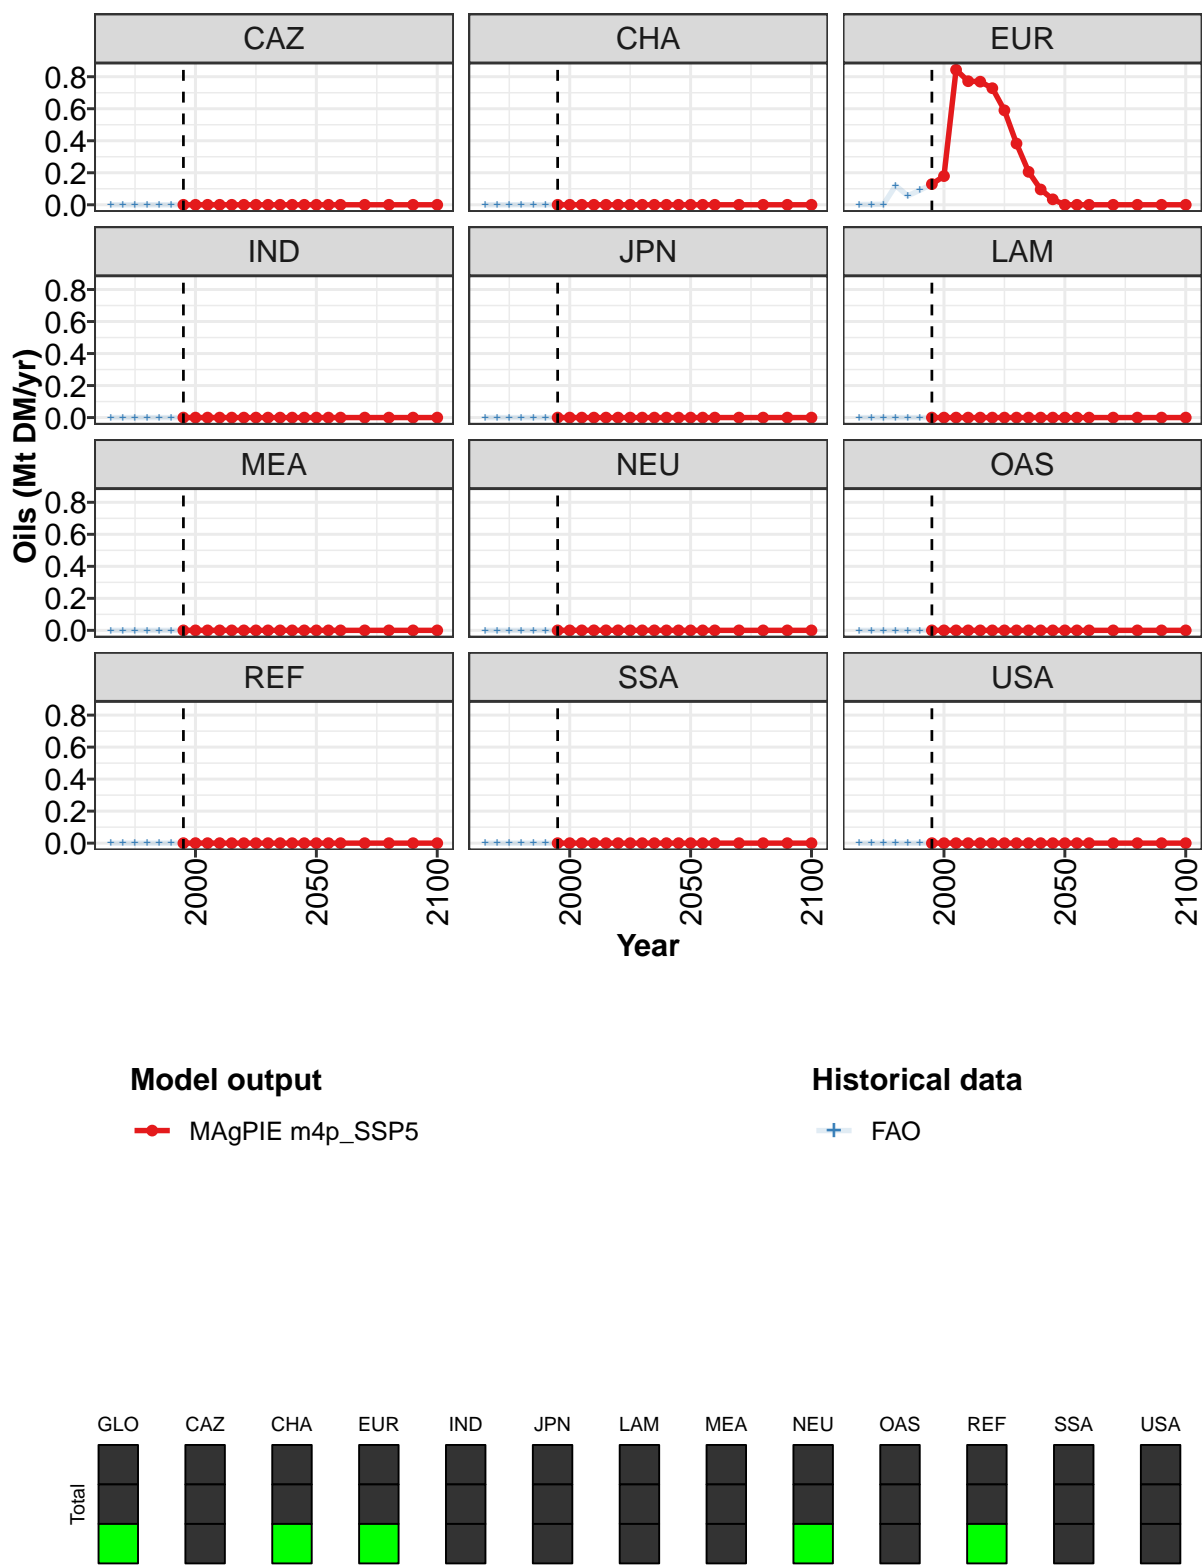 CAZ CHA EUR
0.8
0.6
0.4
0.2
0.0
IND JPN LAM
0.8
0.6
0.4
0.2
0.0
Oils (Mt DM/yr)
MEA NEU OAS
0.8
0.6
0.4
0.2
0.0
REF SSA USA
0.8
0.6
0.4
0.2
0.0
2000 2050 2100 2000 2050 2100 2000 2050 2100
Year
Model output Historical data
MAgPIE m4p_SSP5 FAO
GLO CAZ CHA EUR IND JPN LAM MEA NEU OAS REF SSA USA
Total